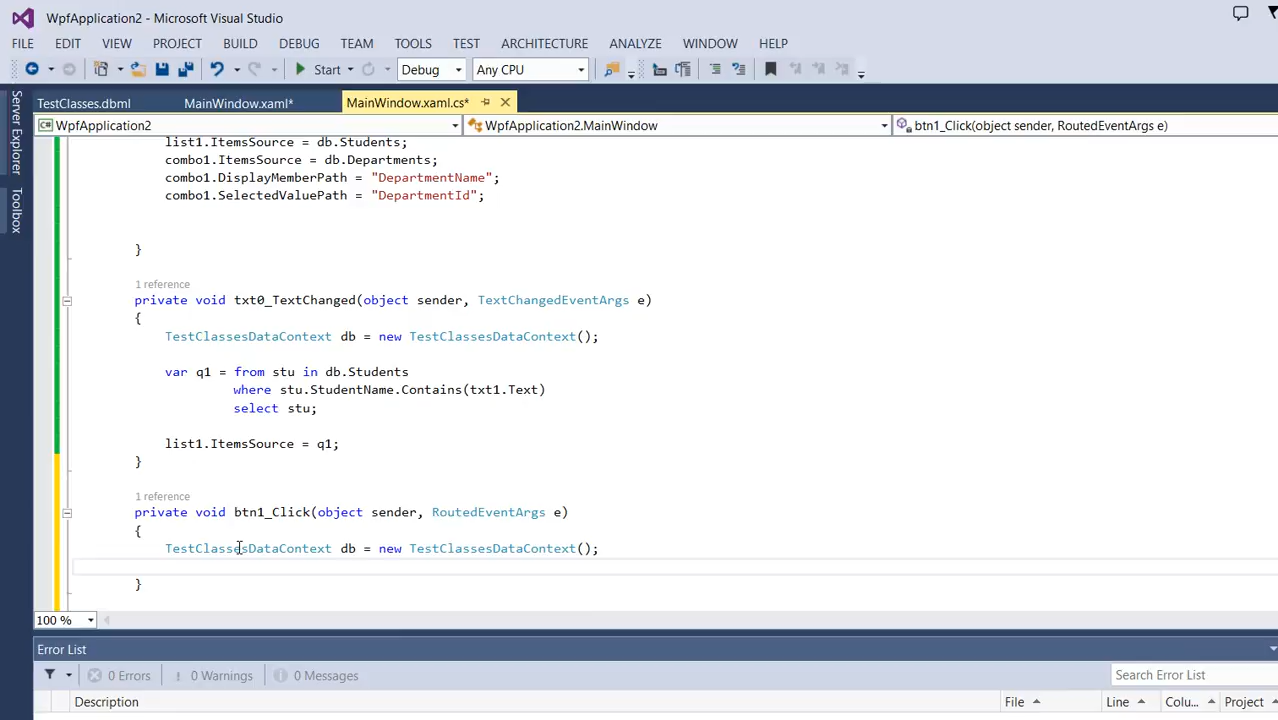 WpfApplication2 - Microsoft Visual Studio
FILE EDIT VIEW PROJECT BUILD DEBUG TEAM TOOLS TEST ARCHITECTURE ANALYZE WINDOW HELP
Start Debug Any CPU
TestClasses.dbml MainWindow.xaml* MainWindow.xaml.cs*
WpfApplication2 WpfApplication2.MainWindow btn1_Click(object sender, RoutedEventArgs e)
Server Explorer
Toolbox
list1.ItemsSource = db.Students;
combo1.ItemsSource = db.Departments;
combo1.DisplayMemberPath = "DepartmentName";
combo1.SelectedValuePath = "DepartmentId";
}
1 reference
private void txt0_TextChanged(object sender, TextChangedEventArgs e)
{
TestClassesDataContext db = new TestClassesDataContext();
var q1 = from stu in db.Students
where stu.StudentName.Contains(txt1.Text)
select stu;
list1.ItemsSource = q1;
}
1 reference
private void btn1_Click(object sender, RoutedEventArgs e)
{
TestClassesDataContext db = new TestClassesDataContext();
}
100 %
Error List
0 Errors 0 Warnings 0 Messages Search Error List
Description File Line Colu... Project